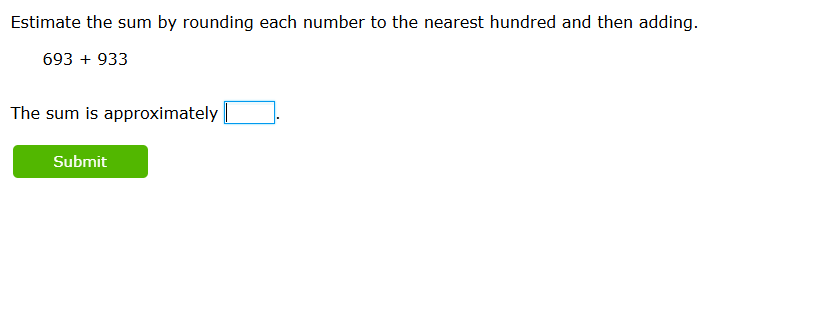 Estimate the sum by rounding each number to the nearest hundred and then adding.
693 + 933
The sum is approximately .
Submit